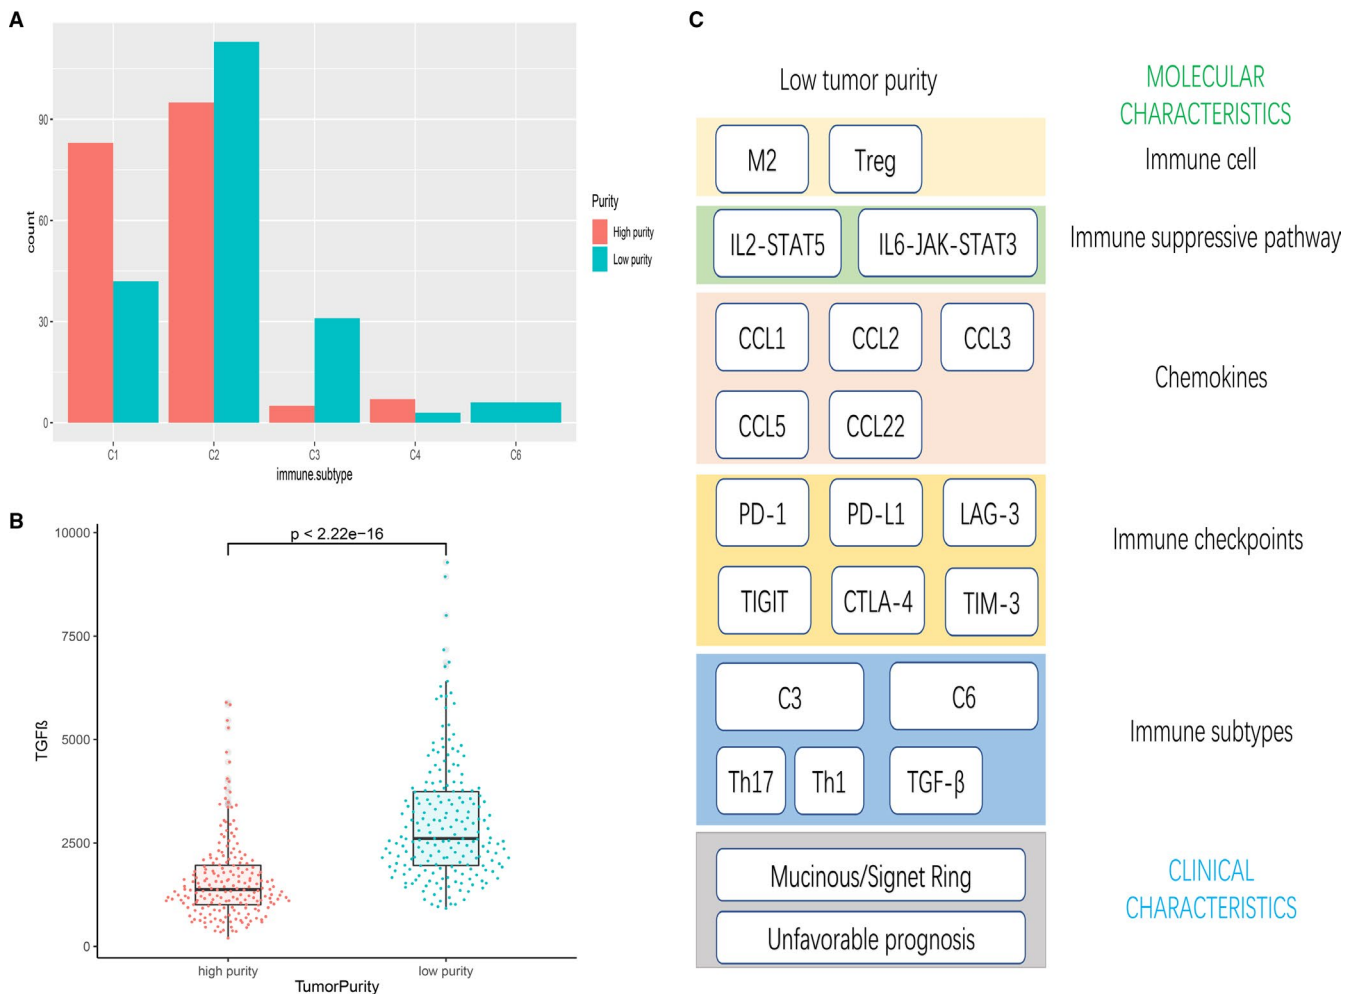 A
90
60
30
0
count
C1 C2 C3 C4 C6
immune.subtype
Purity
High purity
Low purity
B
10000
7500
5000
2500
0
TGFß
p < 2.22e−16
high purity low purity
TumorPurity
C
Low tumor purity
MOLECULAR
CHARACTERISTICS
M2 Treg
Immune cell
IL2-STAT5 IL6-JAK-STAT3
Immune suppressive pathway
CCL1 CCL2 CCL3
Chemokines
CCL5 CCL22
PD-1 PD-L1 LAG-3
Immune checkpoints
TIGIT CTLA-4 TIM-3
C3 C6
Immune subtypes
Th17 Th1 TGF-β
Mucinous/Signet Ring
Unfavorable prognosis
CLINICAL
CHARACTERISTICS